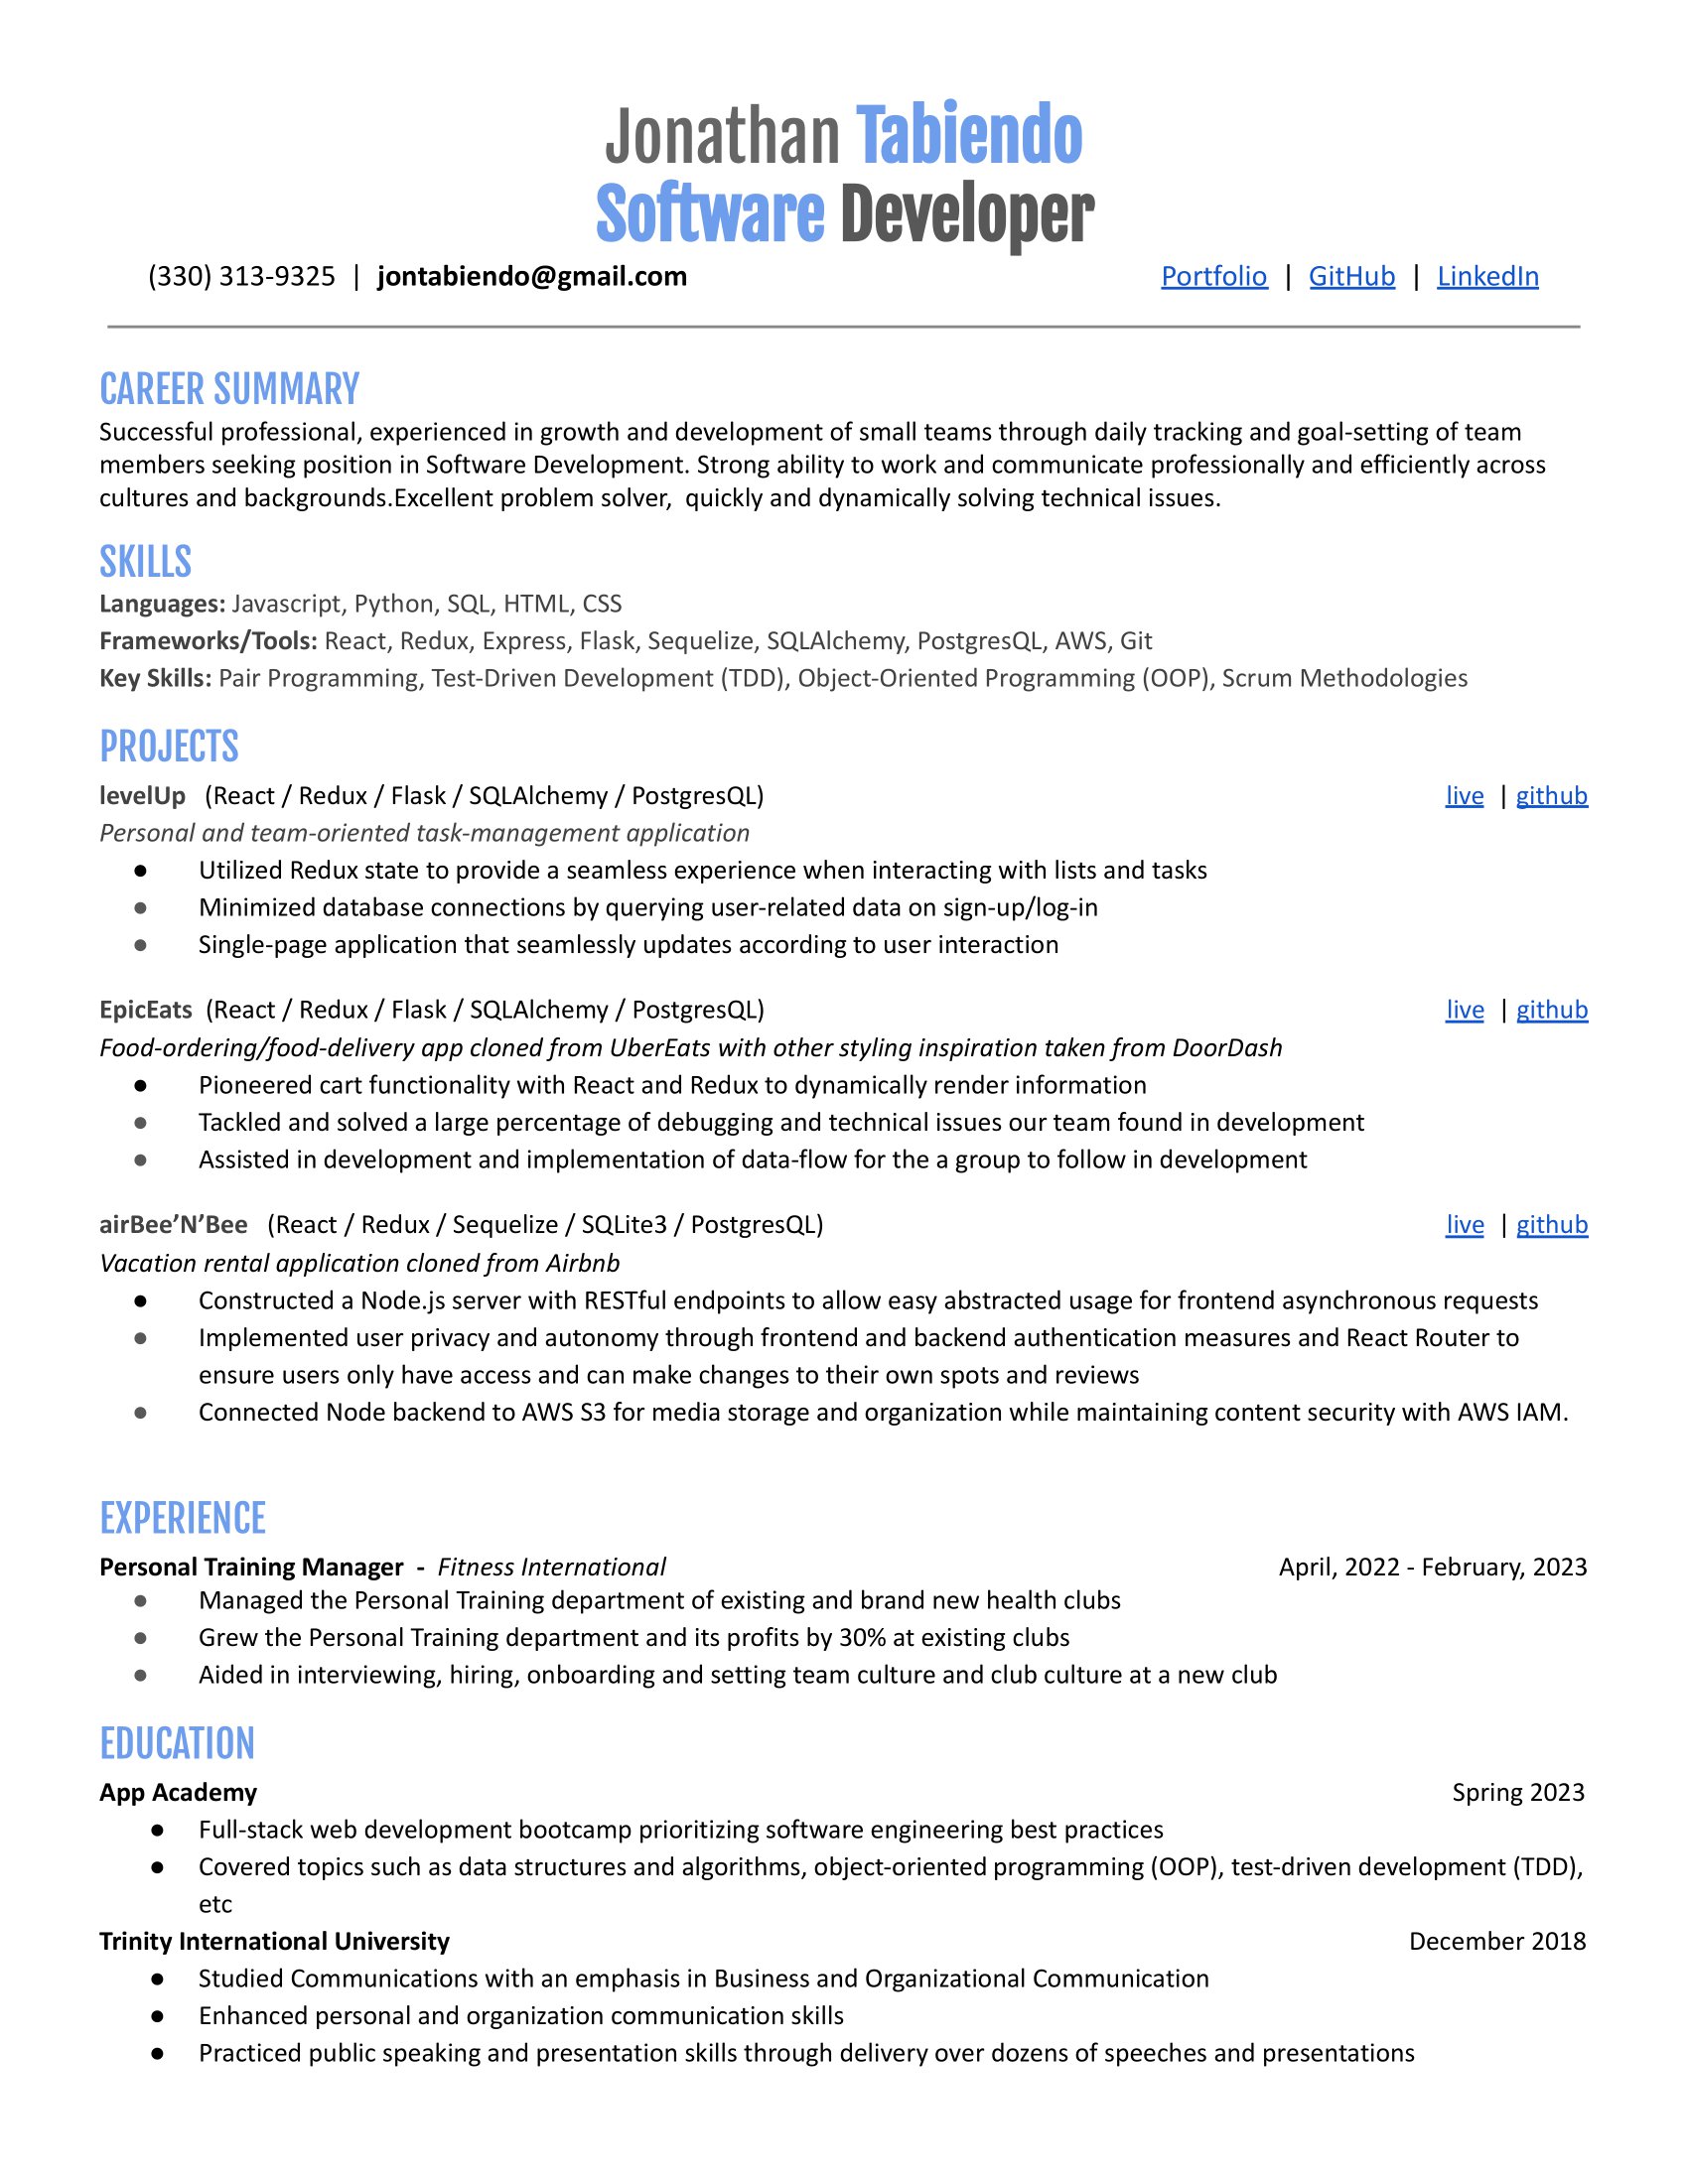 Jonathan Tabiendo
Software Developer
(330) 313-9325 | jontabiendo@gmail.com Portfolio | GitHub | LinkedIn
CAREER SUMMARY
Successful professional, experienced in growth and development of small teams through daily tracking and goal-setting of team
members seeking position in Software Development. Strong ability to work and communicate professionally and efficiently across
cultures and backgrounds.Excellent problem solver,  quickly and dynamically solving technical issues.
SKILLS
Languages: Javascript, Python, SQL, HTML, CSS
Frameworks/Tools: React, Redux, Express, Flask, Sequelize, SQLAlchemy, PostgresQL, AWS, Git
Key Skills: Pair Programming, Test-Driven Development (TDD), Object-Oriented Programming (OOP), Scrum Methodologies
PROJECTS
levelUp (React / Redux / Flask / SQLAlchemy / PostgresQL) live | github
Personal and team-oriented task-management application
● Utilized Redux state to provide a seamless experience when interacting with lists and tasks
● Minimized database connections by querying user-related data on sign-up/log-in
● Single-page application that seamlessly updates according to user interaction
EpicEats (React / Redux / Flask / SQLAlchemy / PostgresQL) live | github
Food-ordering/food-delivery app cloned from UberEats with other styling inspiration taken from DoorDash
● Pioneered cart functionality with React and Redux to dynamically render information
● Tackled and solved a large percentage of debugging and technical issues our team found in development
● Assisted in development and implementation of data-flow for the a group to follow in development
airBee’N’Bee (React / Redux / Sequelize / SQLite3 / PostgresQL) live | github
Vacation rental application cloned from Airbnb
● Constructed a Node.js server with RESTful endpoints to allow easy abstracted usage for frontend asynchronous requests
● Implemented user privacy and autonomy through frontend and backend authentication measures and React Router to
ensure users only have access and can make changes to their own spots and reviews
● Connected Node backend to AWS S3 for media storage and organization while maintaining content security with AWS IAM.
EXPERIENCE
Personal Training Manager - Fitness International April, 2022 - February, 2023
● Managed the Personal Training department of existing and brand new health clubs
● Grew the Personal Training department and its profits by 30% at existing clubs
● Aided in interviewing, hiring, onboarding and setting team culture and club culture at a new club
EDUCATION
App Academy Spring 2023
● Full-stack web development bootcamp prioritizing software engineering best practices
● Covered topics such as data structures and algorithms, object-oriented programming (OOP), test-driven development (TDD),
etc
Trinity International University December 2018
● Studied Communications with an emphasis in Business and Organizational Communication
● Enhanced personal and organization communication skills
● Practiced public speaking and presentation skills through delivery over dozens of speeches and presentations